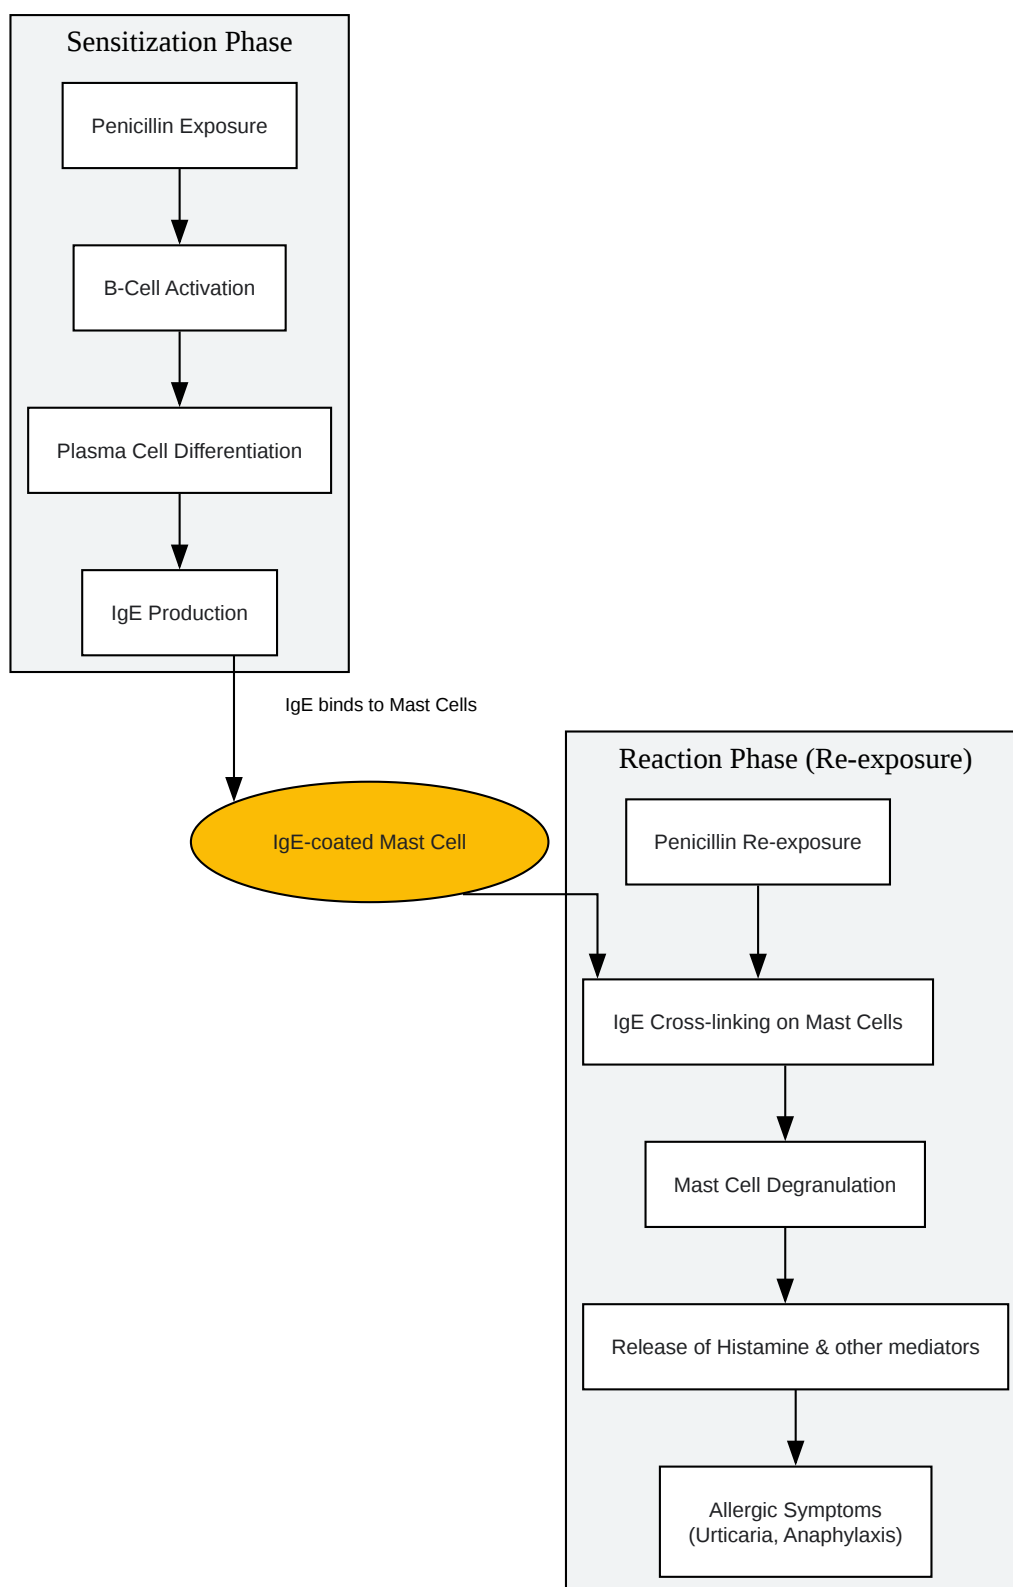 Sensitization Phase
Penicillin Exposure
B-Cell Activation
Plasma Cell Differentiation
IgE Production
IgE binds to Mast Cells
IgE-coated Mast Cell
Reaction Phase (Re-exposure)
Penicillin Re-exposure
IgE Cross-linking on Mast Cells
Mast Cell Degranulation
Release of Histamine & other mediators
Allergic Symptoms
(Urticaria, Anaphylaxis)